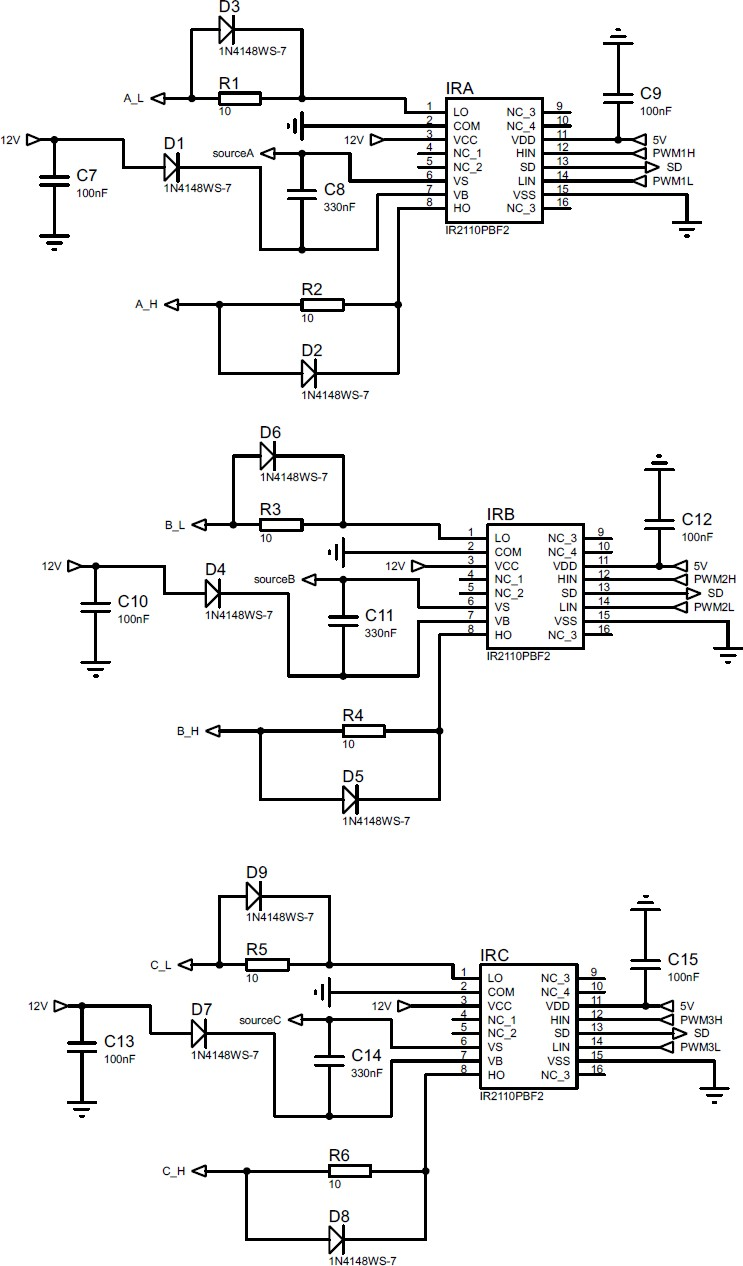 D3
1N4148WS-7
A_L
R1
10
IRA
1 LO NC_3 9
2 COM NC_4 10
12V 3 VCC VDD 11 5V
4 NC_1 HIN 12 PWM1H
5 NC_2 SD 13 SD
6 VS LIN 14 PWM1L
7 VB VSS 15
8 HO NC_3 16
IR2110PBF2
C9
100nF
12V
D1
1N4148WS-7
sourceA
C7
100nF
C8
330nF
A_H
R2
10
D2
1N4148WS-7
D6
1N4148WS-7
B_L
R3
10
IRB
1 LO NC_3 9
2 COM NC_4 10
12V 3 VCC VDD 11 5V
4 NC_1 HIN 12 PWM2H
5 NC_2 SD 13 SD
6 VS LIN 14 PWM2L
7 VB VSS 15
8 HO NC_3 16
IR2110PBF2
C12
100nF
12V
D4
1N4148WS-7
sourceB
C10
100nF
C11
330nF
B_H
R4
10
D5
1N4148WS-7
D9
1N4148WS-7
C_L
R5
10
IRC
1 LO NC_3 9
2 COM NC_4 10
12V 3 VCC VDD 11 5V
4 NC_1 HIN 12 PWM3H
5 NC_2 SD 13 SD
6 VS LIN 14 PWM3L
7 VB VSS 15
8 HO NC_3 16
IR2110PBF2
C15
100nF
12V
D7
1N4148WS-7
sourceC
C13
100nF
C14
330nF
C_H
R6
10
D8
1N4148WS-7